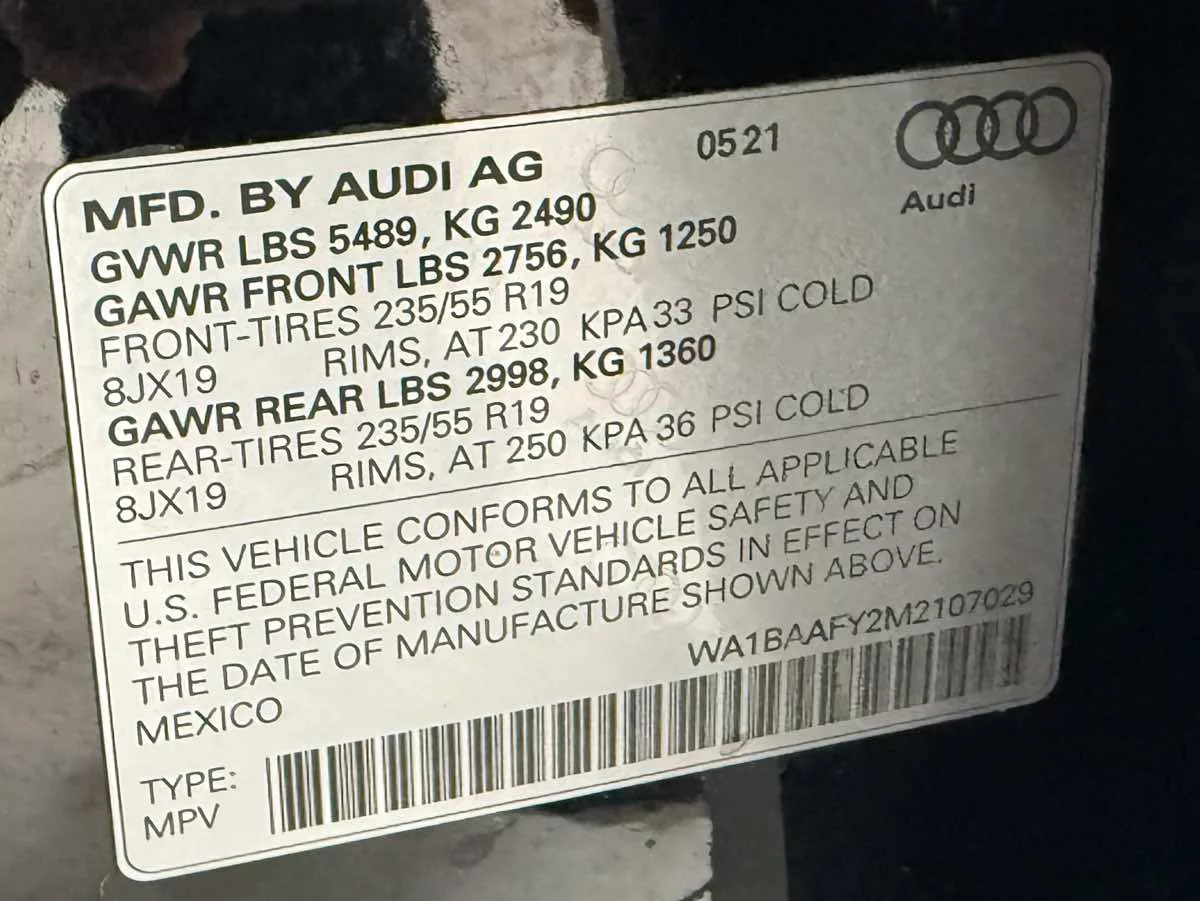 0521
Audi
MFD. BY AUDI AG
GVWR LBS 5489, KG 2490
GAWR FRONT LBS 2756, KG 1250
FRONT-TIRES 235/55 R19
8JX19 RIMS, AT 230 KPA 33 PSI COLD
GAWR REAR LBS 2998, KG 1360
REAR-TIRES 235/55 R19
8JX19 RIMS, AT 250 KPA 36 PSI COLD
THIS VEHICLE CONFORMS TO ALL APPLICABLE
U.S. FEDERAL MOTOR VEHICLE SAFETY AND
THEFT PREVENTION STANDARDS IN EFFECT ON
THE DATE OF MANUFACTURE SHOWN ABOVE.
MEXICO
WA1BAAFY2M2107029
TYPE:
MPV